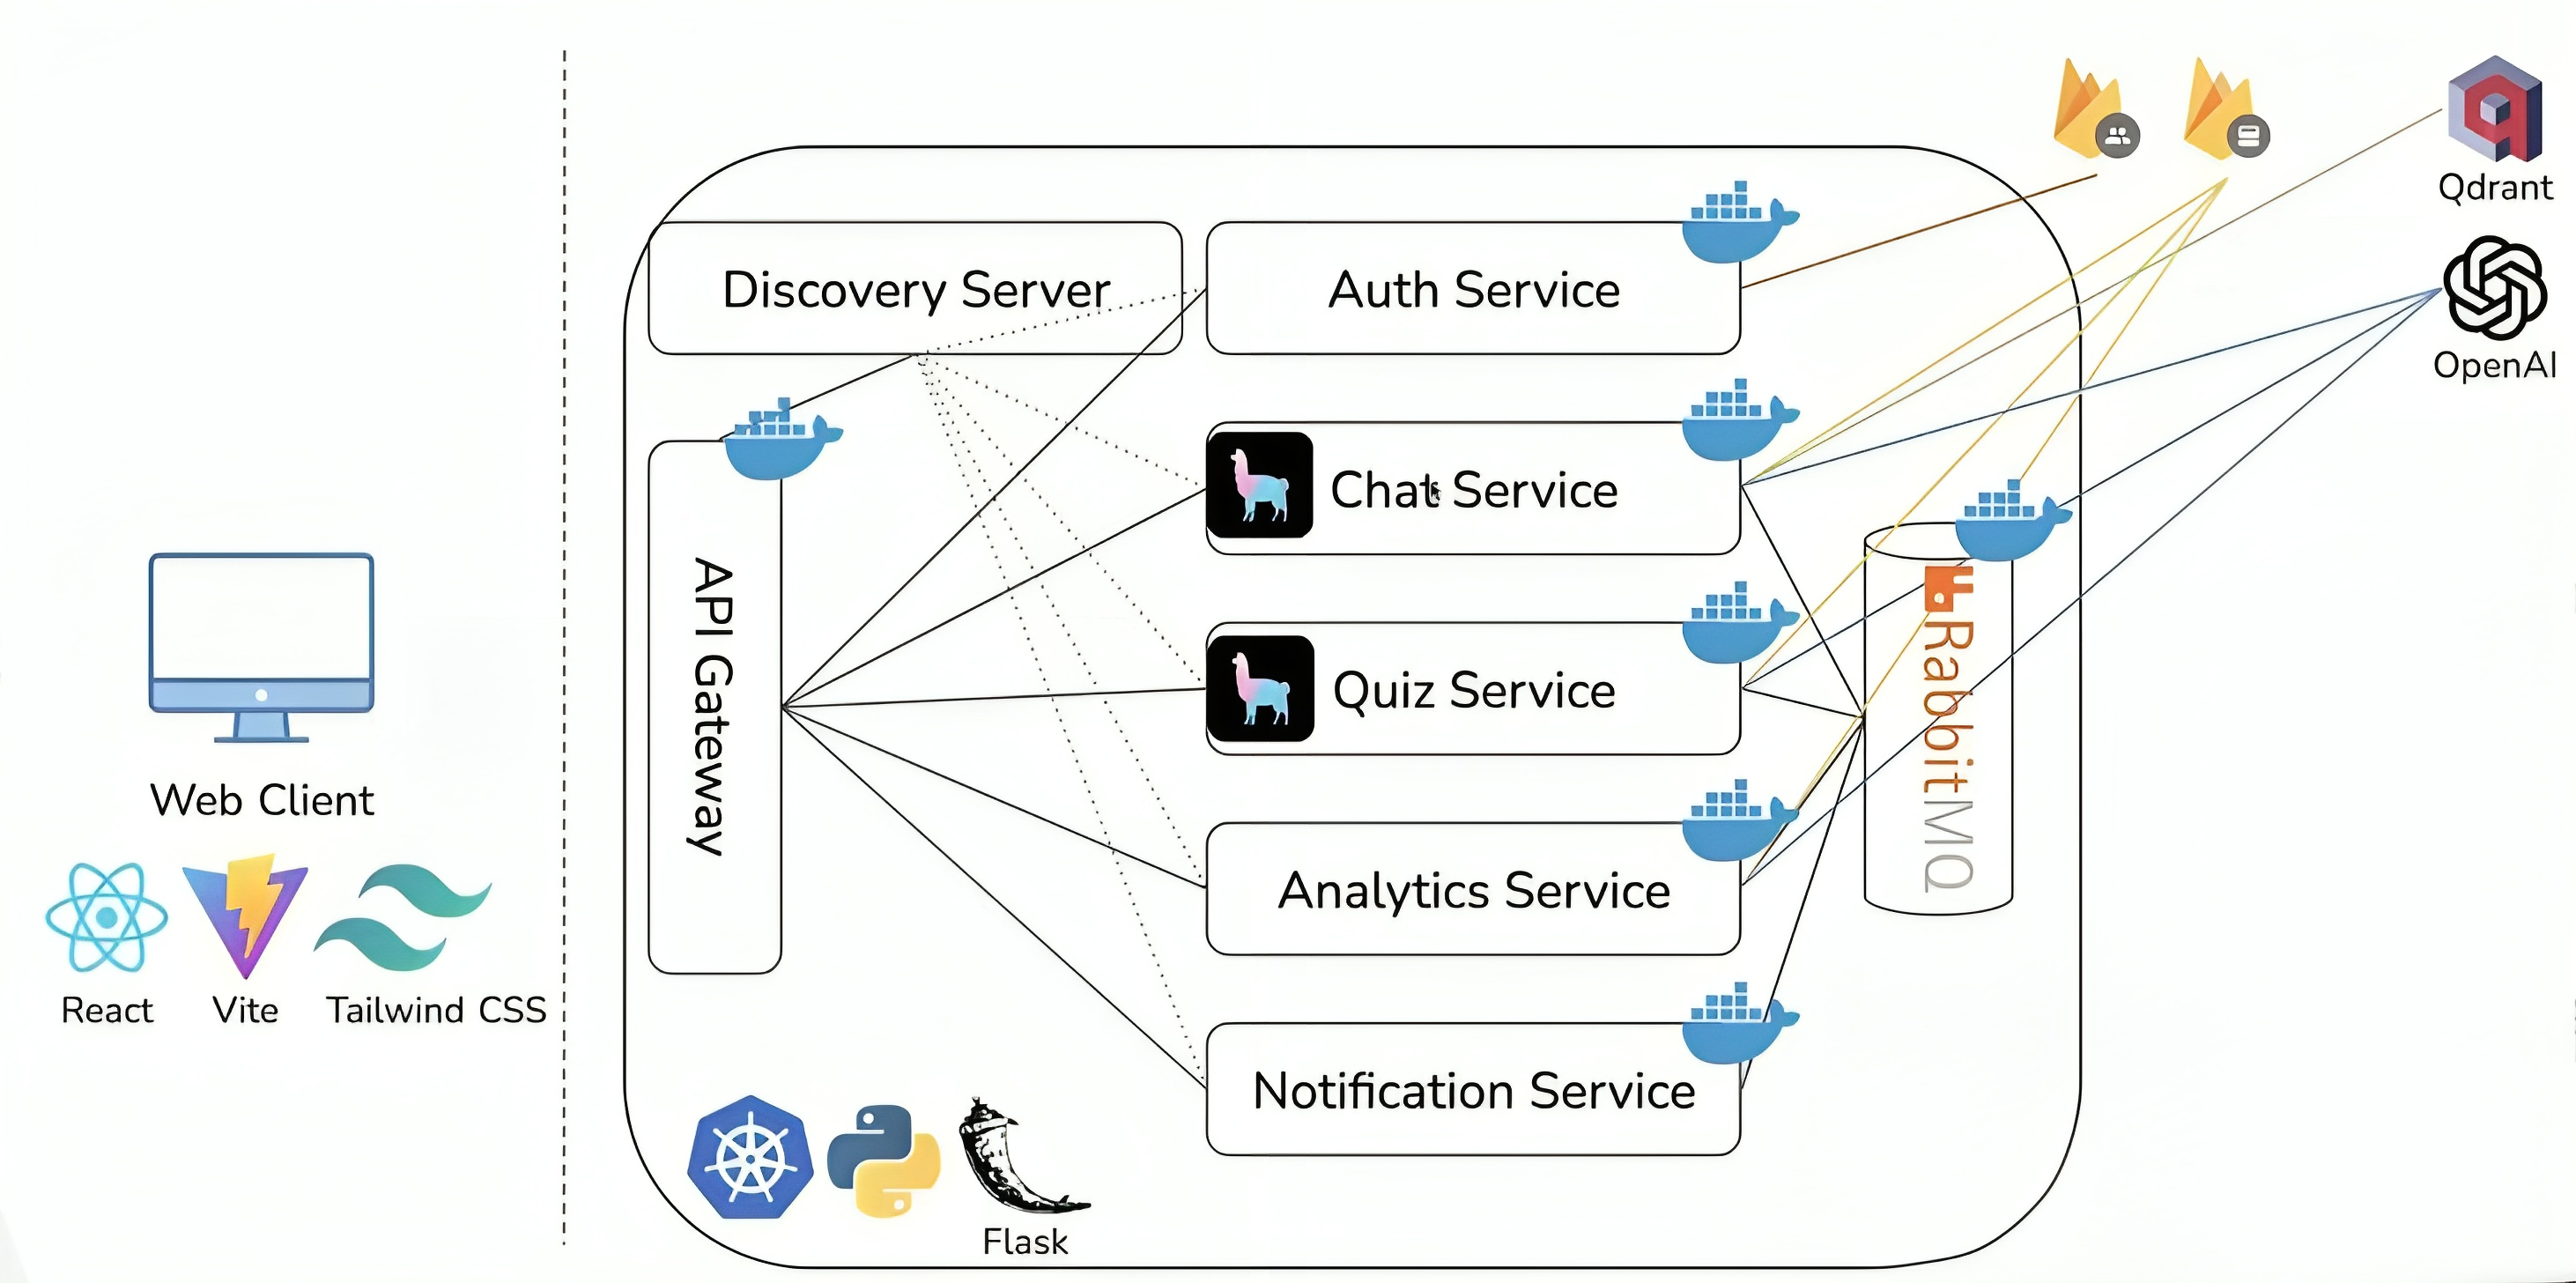 Qdrant
OpenAI
Discovery Server
Auth Service
Chat Service
Quiz Service
Analytics Service
Notification Service
API Gateway
RabbitMQ
Web Client
React
Vite
Tailwind CSS
Flask